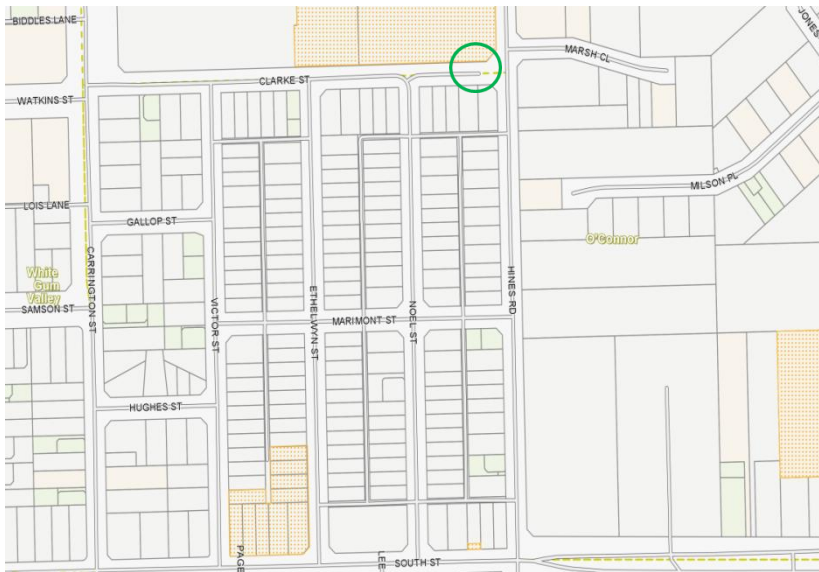 BIDDLES LANE
MARSH CL
JONES
CLARKE ST
WATKINS ST
MILSON PL
LOIS LANE
GALLOP ST
O'Connor
CARRINGTON ST
White
Gum
Valley
VICTOR ST
ETHELWYN ST
NOEL ST
HINES RD
SAMSON ST
MARIMONT ST
HUGHES ST
PAGE
LEE
SOUTH ST